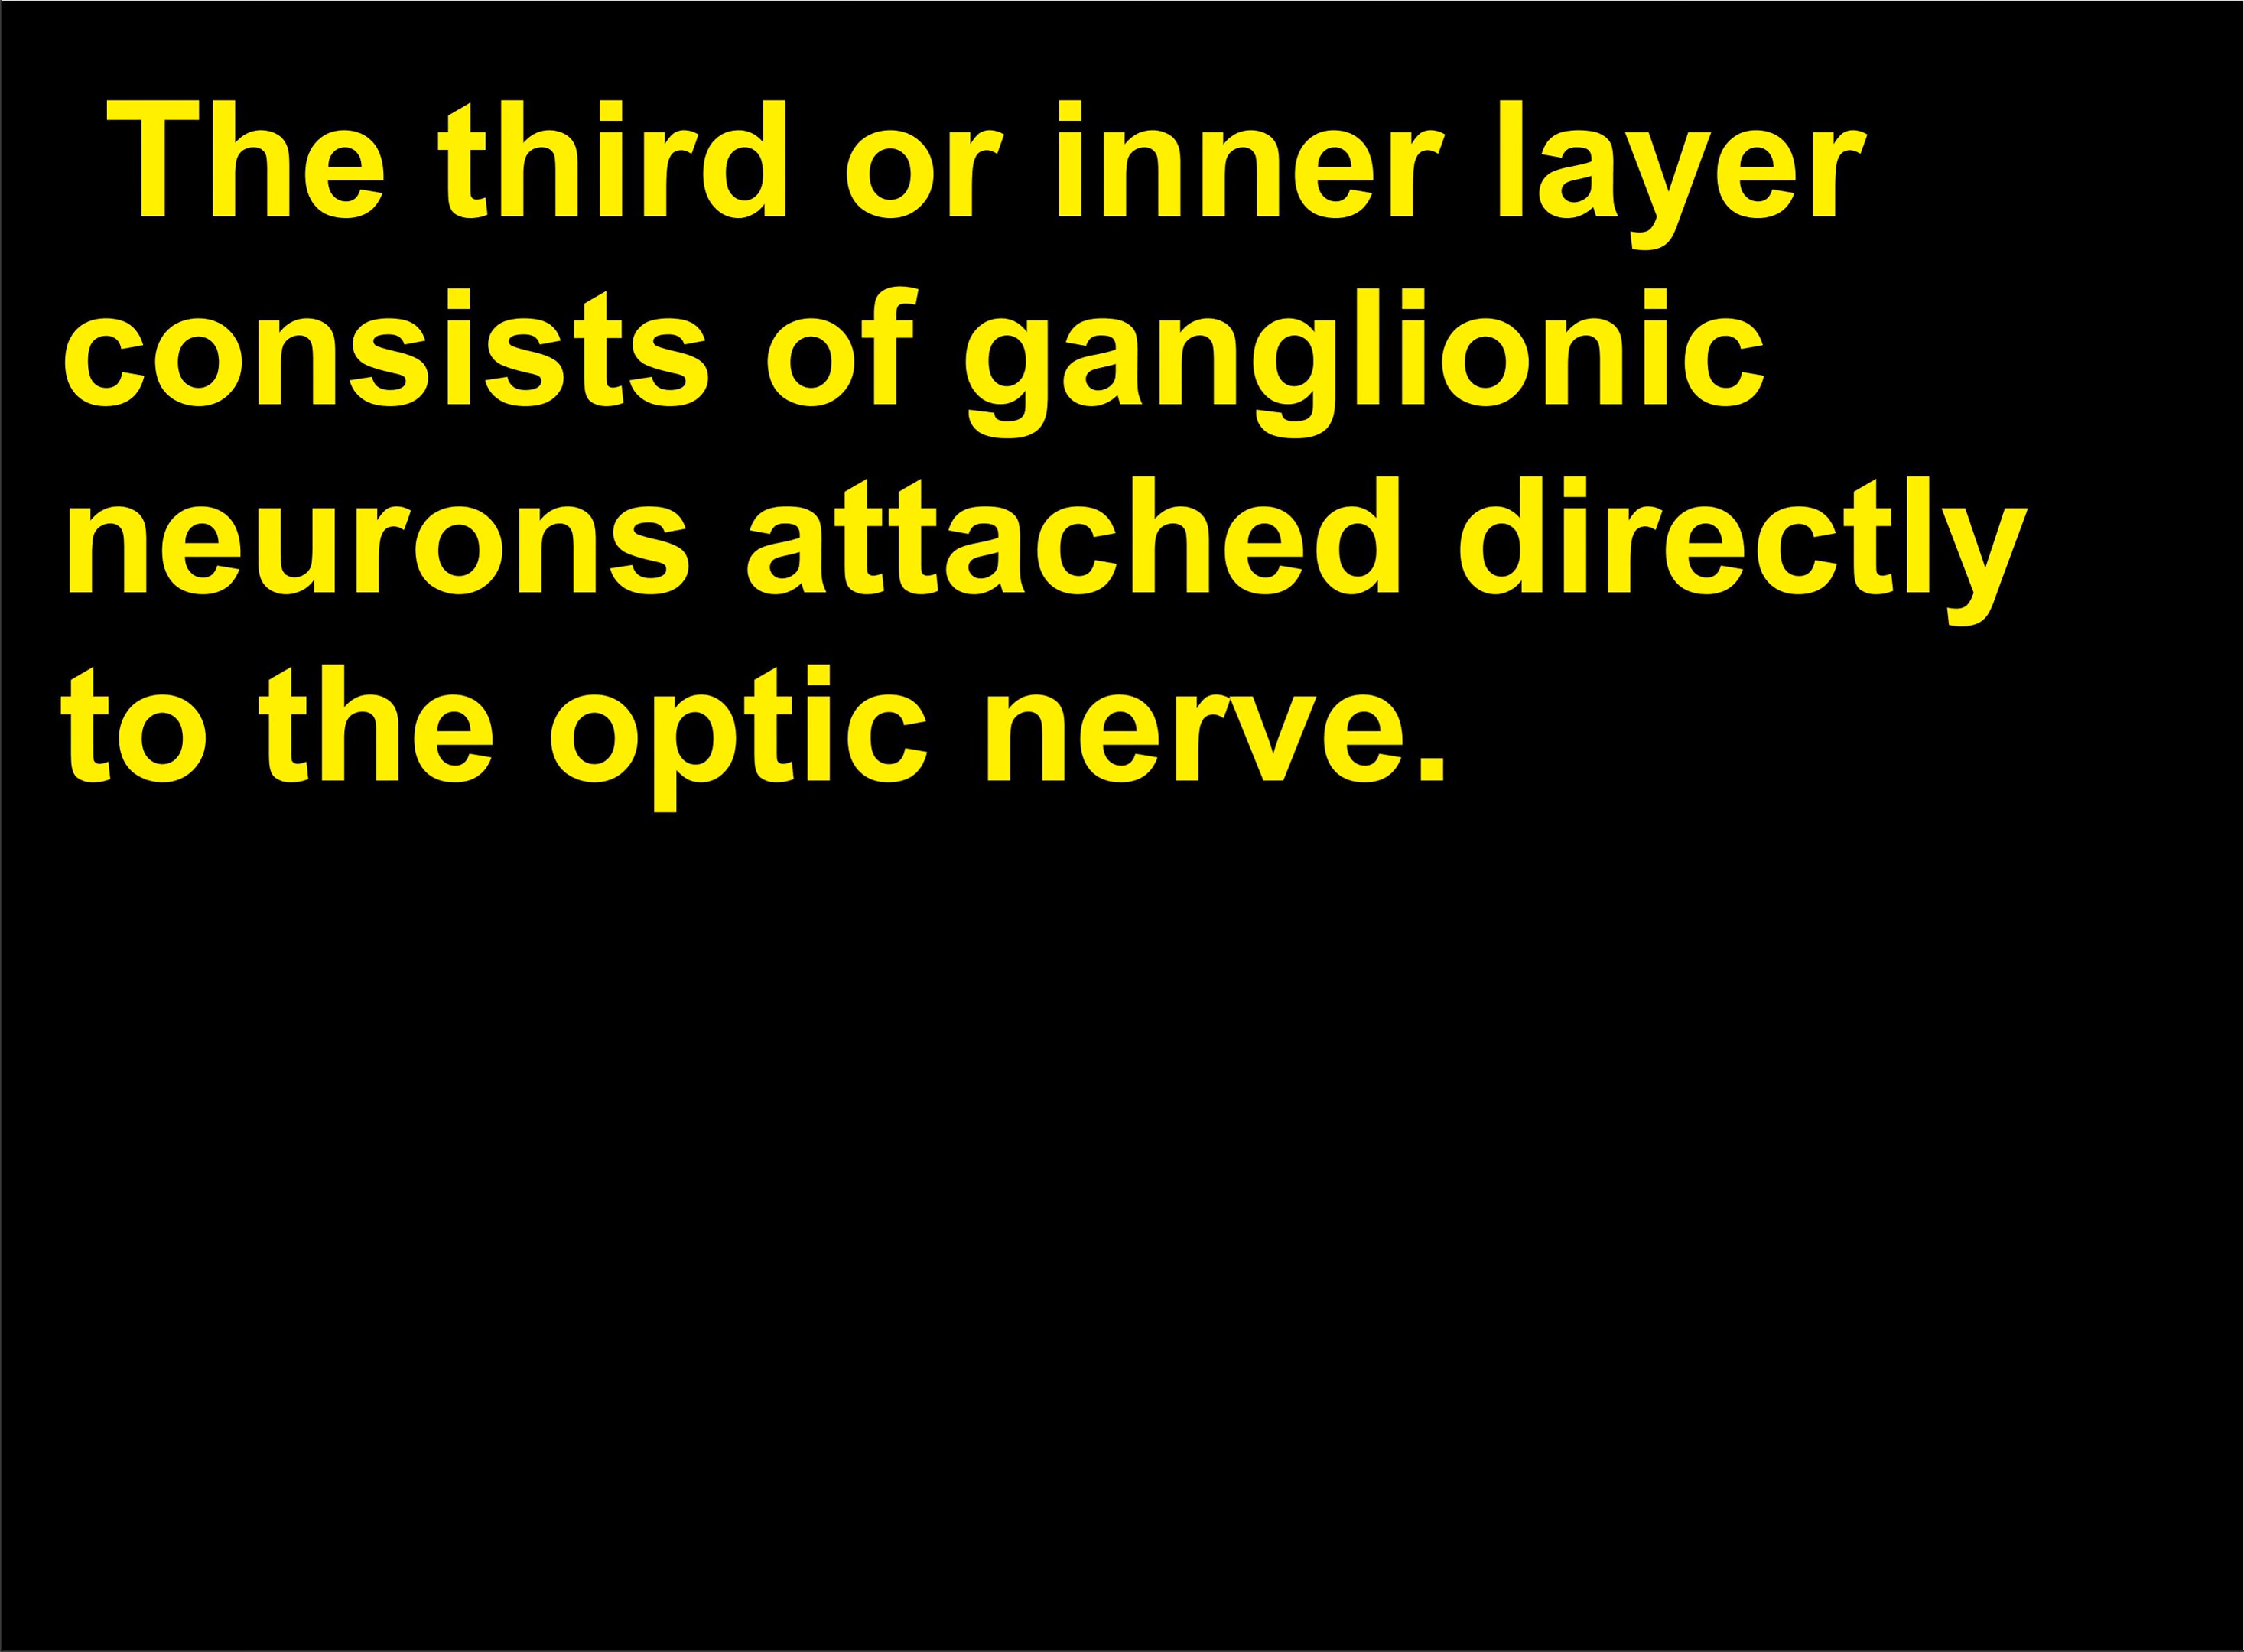 The third or inner layer
consists of ganglionic
neurons attached directly
to the optic nerve.